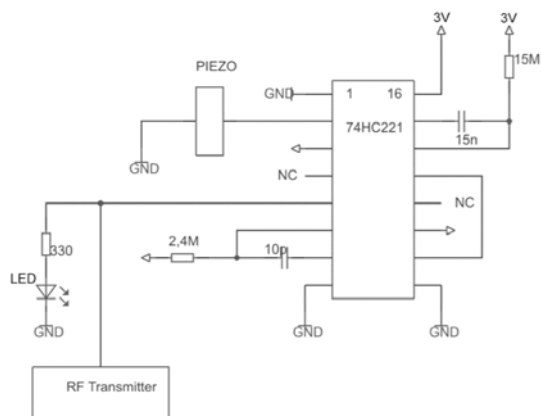 3V 3V
15M
PIEZO
GND 1 16
74HC221
15n
GND
NC
NC
2,4M 10p
330
LED
GND GND GND
RF Transmitter